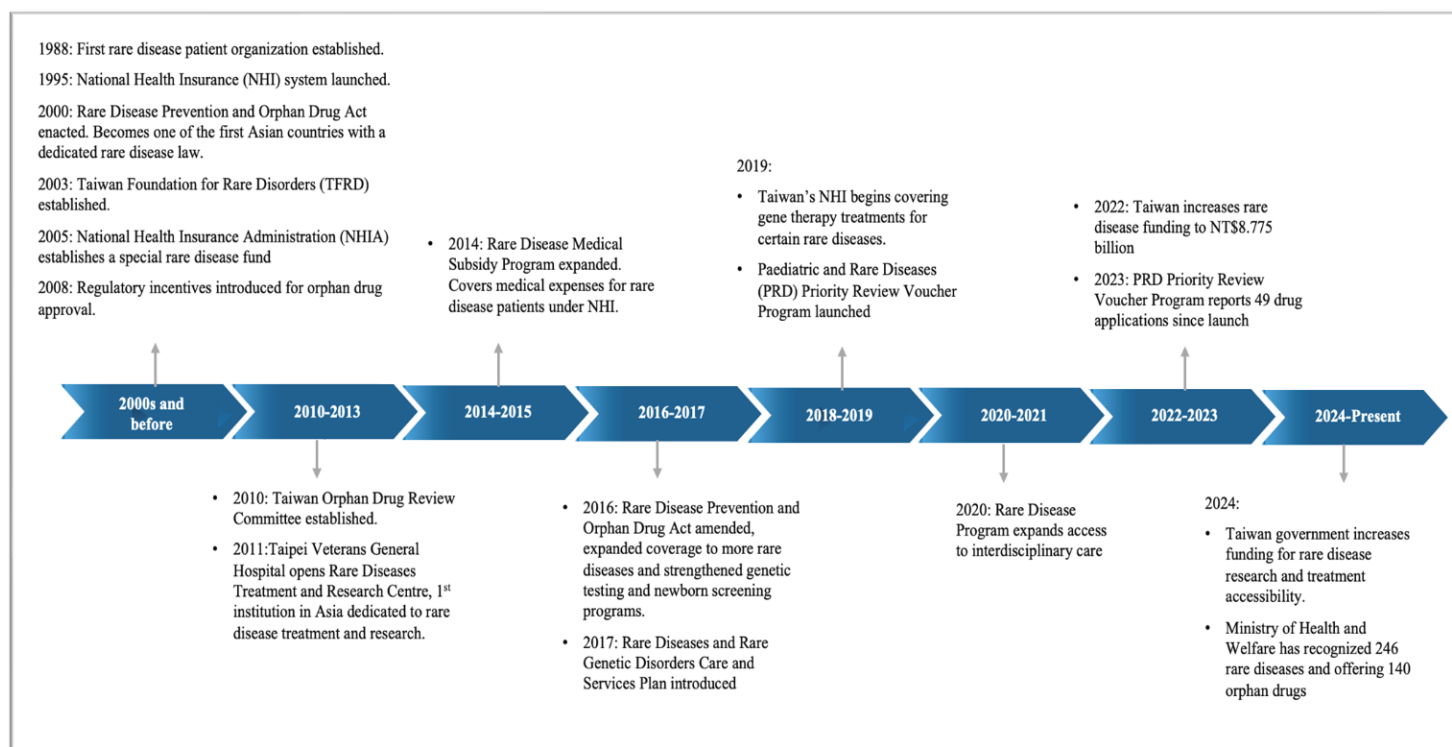 1988: First rare disease patient organization established.
1995: National Health Insurance (NHI) system launched.
2000: Rare Disease Prevention and Orphan Drug Act
enacted. Becomes one of the first Asian countries with a
dedicated rare disease law.
2003: Taiwan Foundation for Rare Disorders (TFRD)
established.
2005: National Health Insurance Administration (NHIA)
establishes a special rare disease fund
2008: Regulatory incentives introduced for orphan drug
approval.
• 2014: Rare Disease Medical
Subsidy Program expanded.
Covers medical expenses for rare
disease patients under NHI.
2019:
• Taiwan's NHI begins covering
gene therapy treatments for
certain rare diseases.
• Paediatric and Rare Diseases
(PRD) Priority Review Voucher
Program launched
• 2022: Taiwan increases rare
disease funding to NT$8.775
billion
• 2023: PRD Priority Review
Voucher Program reports 49 drug
applications since launch
2000s and
before
2010-2013
2014-2015
2016-2017
2018-2019
2020-2021
2022-2023
2024-Present
• 2010: Taiwan Orphan Drug Review
Committee established.
• 2011:Taipei Veterans General
Hospital opens Rare Diseases
Treatment and Research Centre, 1st
institution in Asia dedicated to rare
disease treatment and research.
• 2016: Rare Disease Prevention and
Orphan Drug Act amended,
expanded coverage to more rare
diseases and strengthened genetic
testing and newborn screening
programs.
• 2017: Rare Diseases and Rare
Genetic Disorders Care and
Services Plan introduced
2020: Rare Disease
Program expands access
to interdisciplinary care
2024:
• Taiwan government increases
funding for rare disease
research and treatment
accessibility.
• Ministry of Health and
Welfare has recognized 246
rare diseases and offering 140
orphan drugs